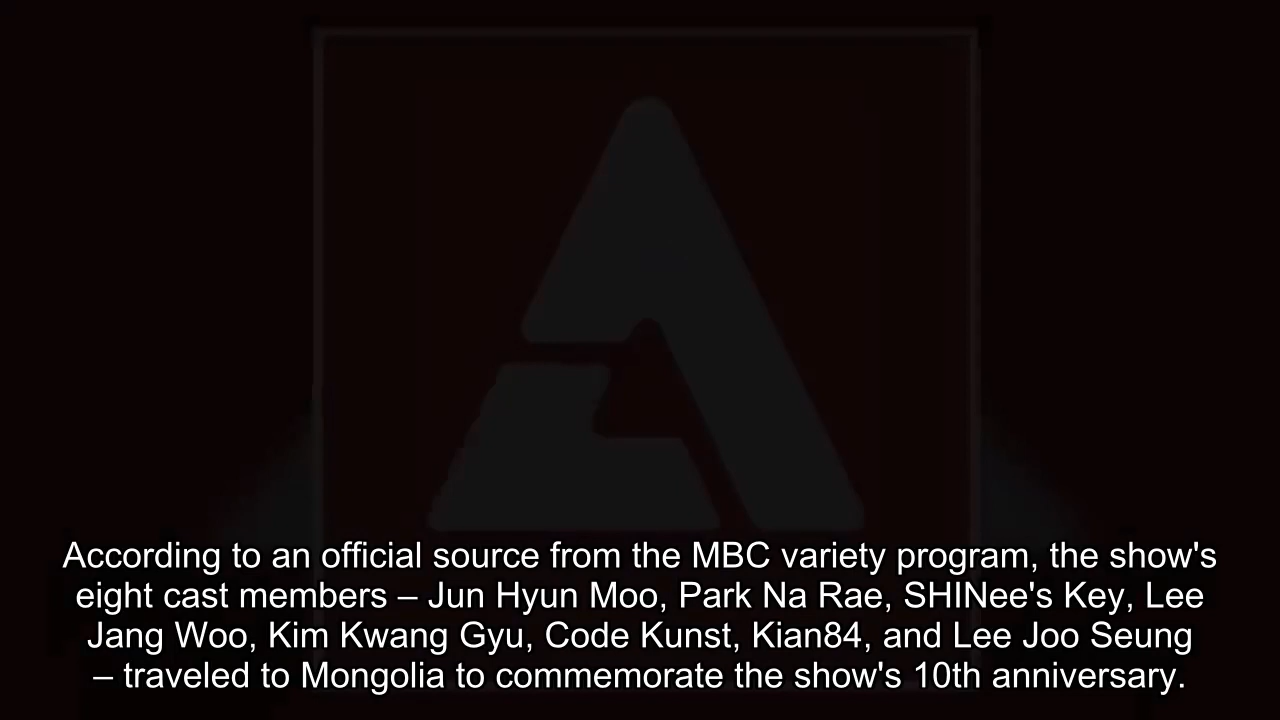 According to an official source from the MBC variety program, the show's
eight cast members – Jun Hyun Moo, Park Na Rae, SHINee's Key, Lee
Jang Woo, Kim Kwang Gyu, Code Kunst, Kian84, and Lee Joo Seung
– traveled to Mongolia to commemorate the show's 10th anniversary.